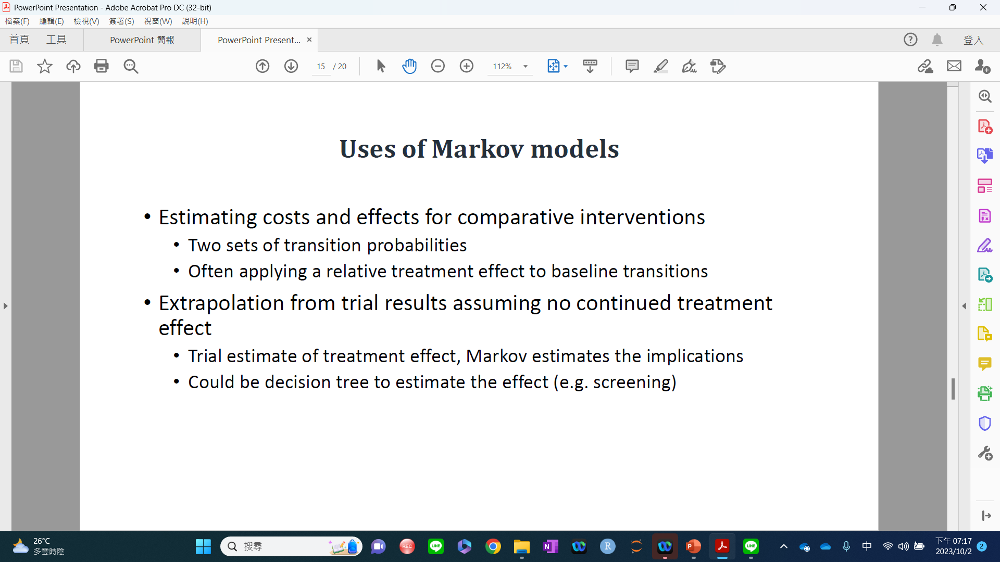 PowerPoint Presentation - Adobe Acrobat Pro DC (32-bit)
檔案(F) 編輯(E) 檢視(V) 簽署(S) 視窗(W) 說明(H)
首頁 工具 PowerPoint 簡報 PowerPoint Present... 登入
15 / 20 112%
Uses of Markov models
• Estimating costs and effects for comparative interventions
• Two sets of transition probabilities
• Often applying a relative treatment effect to baseline transitions
• Extrapolation from trial results assuming no continued treatment
effect
• Trial estimate of treatment effect, Markov estimates the implications
• Could be decision tree to estimate the effect (e.g. screening)
26°C
多雲時陰
搜尋
REC
LINE
N
R
P
LINE
中
下午 07:17
2023/10/2
2